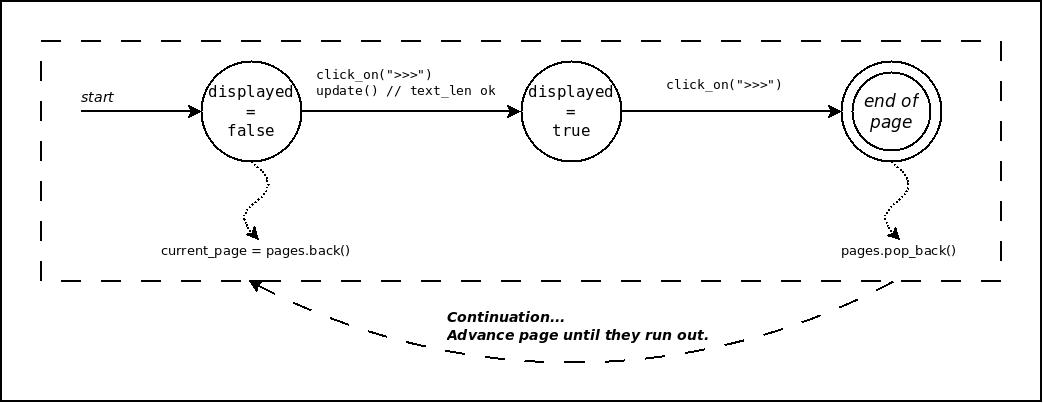 start
displayed
=
false
click_on(">>>")
update() // text_len ok
displayed
=
true
click_on(">>>")
end of
page
current_page = pages.back()
pages.pop_back()
Continuation...
Advance page until they run out.